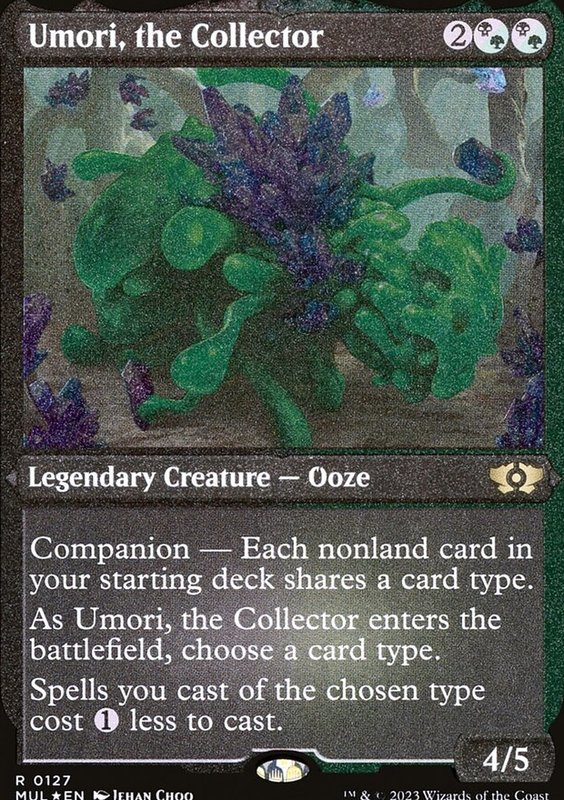 Umori, the Collector 2
Legendary Creature — Ooze
Companion — Each nonland card in
your starting deck shares a card type.
As Umori, the Collector enters the
battlefield, choose a card type.
Spells you cast of the chosen type
cost 1 less to cast.
4/5
R 0127
MUL★EN Jehan Choo ™ & © 2023 Wizards of the Coast